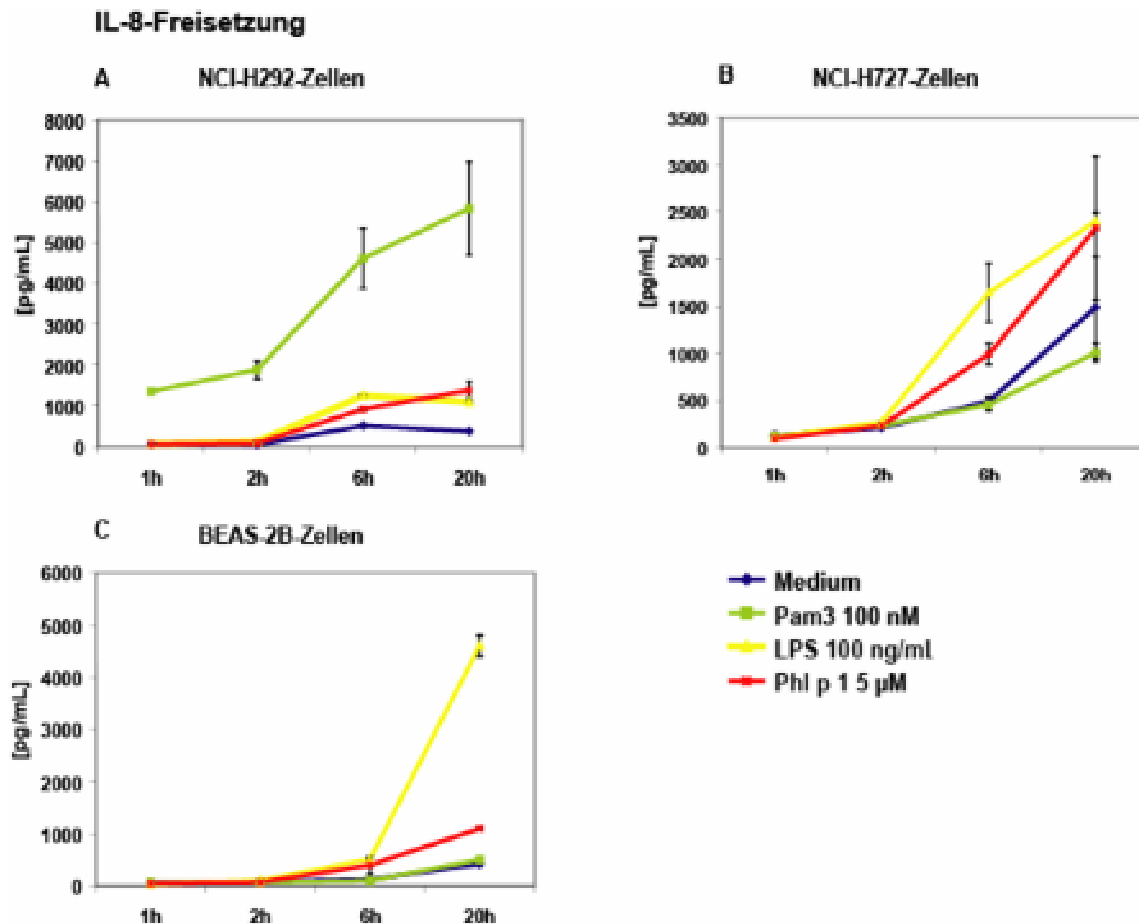 IL-8-Freisetzung
A NCI-H292-Zellen
[pg/mL]
8000
7000
6000
5000
4000
3000
2000
1000
0
1h 2h 6h 20h
B NCI-H727-Zellen
[pg/mL]
3500
3000
2500
2000
1500
1000
500
0
1h 2h 6h 20h
C BEAS-2B-Zellen
[pg/mL]
6000
5000
4000
3000
2000
1000
0
1h 2h 6h 20h
Medium
Pam3 100 nM
LPS 100 ng/mL
Phl p 1 5 µM